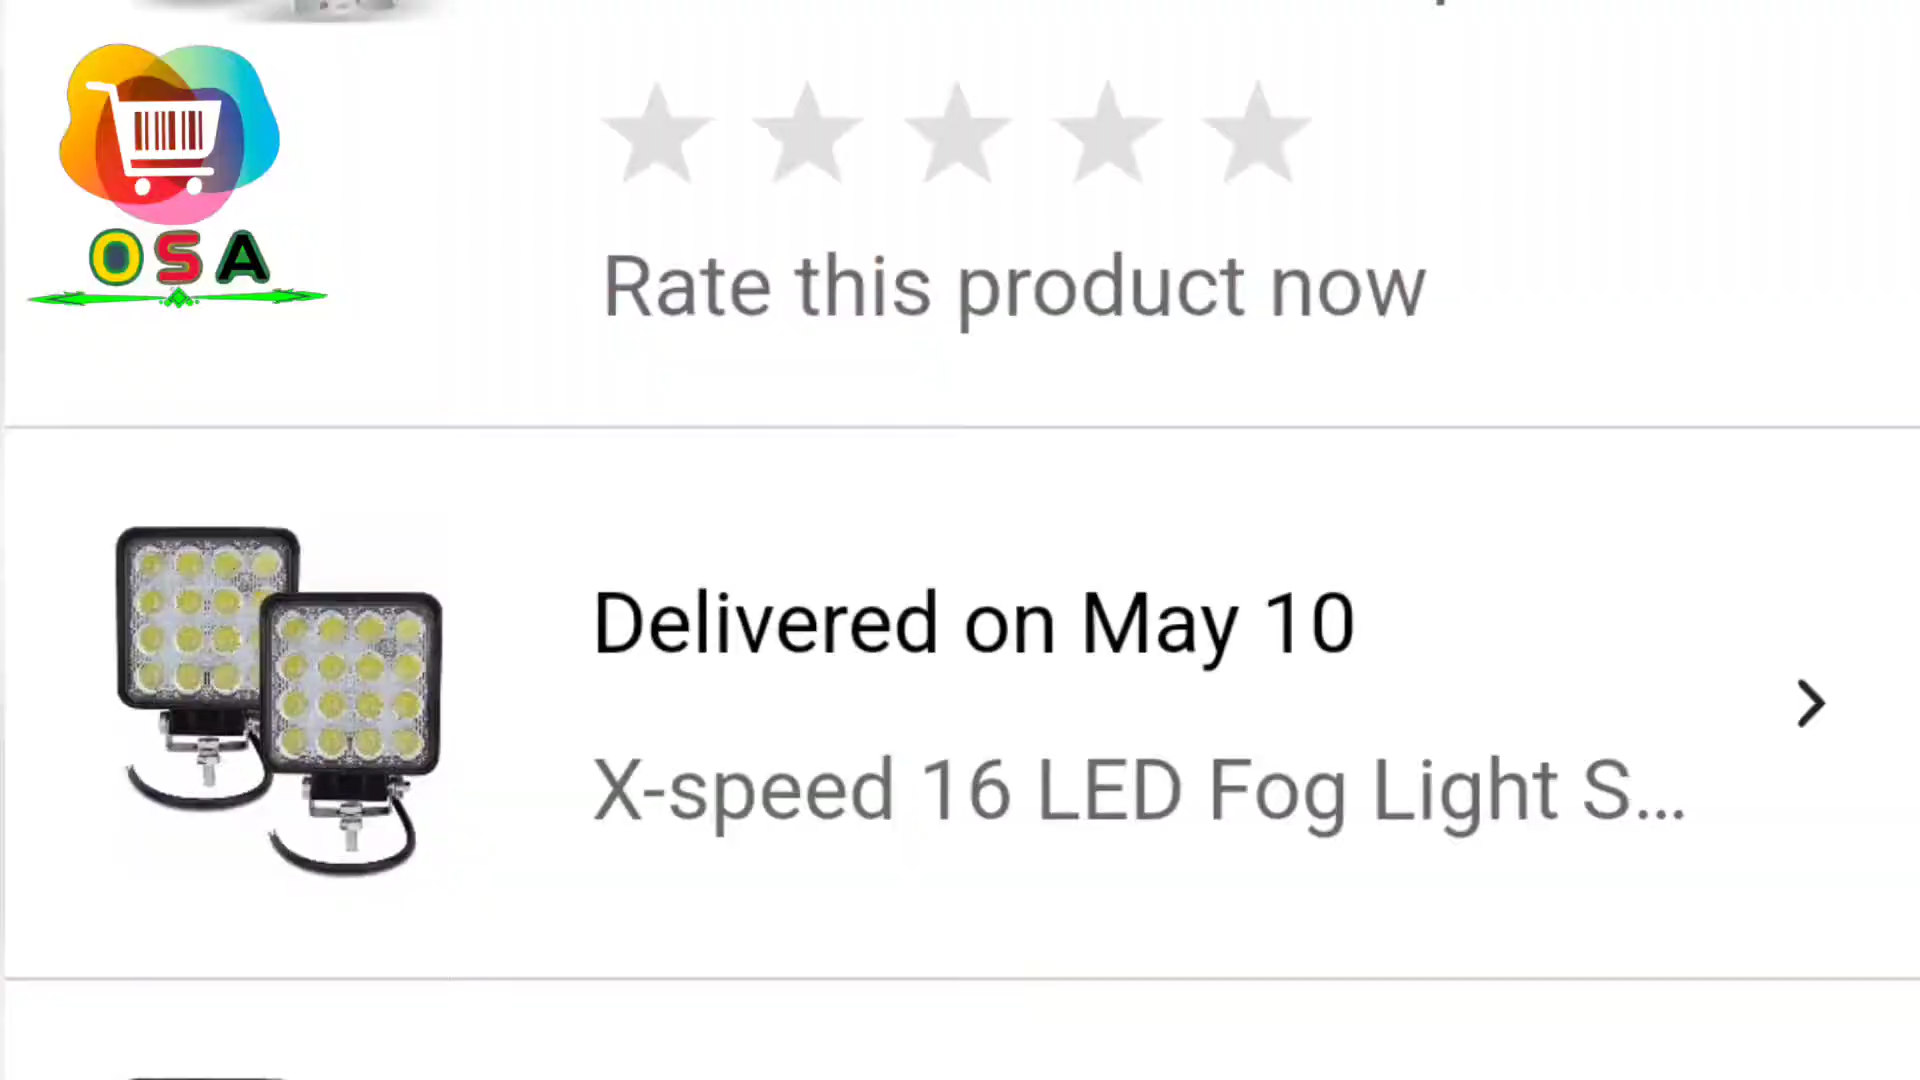 OSA
Rate this product now
Delivered on May 10
X-speed 16 LED Fog Light S...